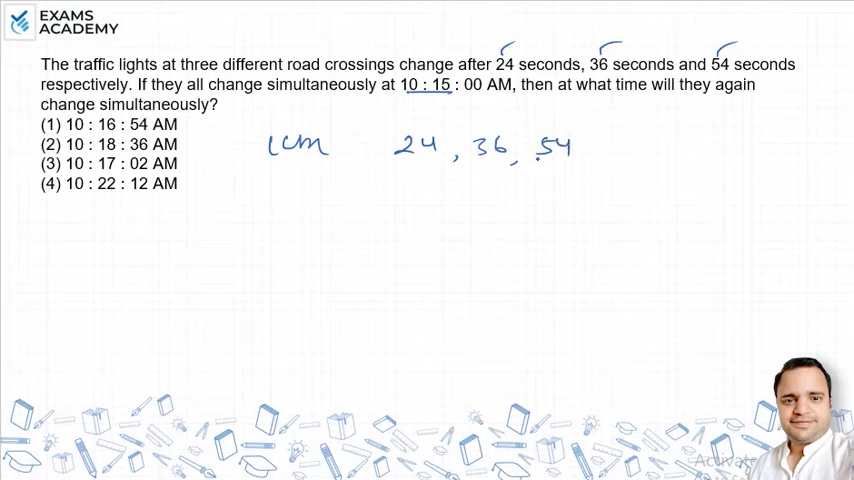 EXAMS
ACADEMY
The traffic lights at three different road crossings change after 24 seconds, 36 seconds and 54 seconds
respectively. If they all change simultaneously at 10 : 15 : 00 AM, then at what time will they again
change simultaneously?
(1) 10 : 16 : 54 AM
(2) 10 : 18 : 36 AM
(3) 10 : 17 : 02 AM
(4) 10 : 22 : 12 AM
LCM 24, 36, 54